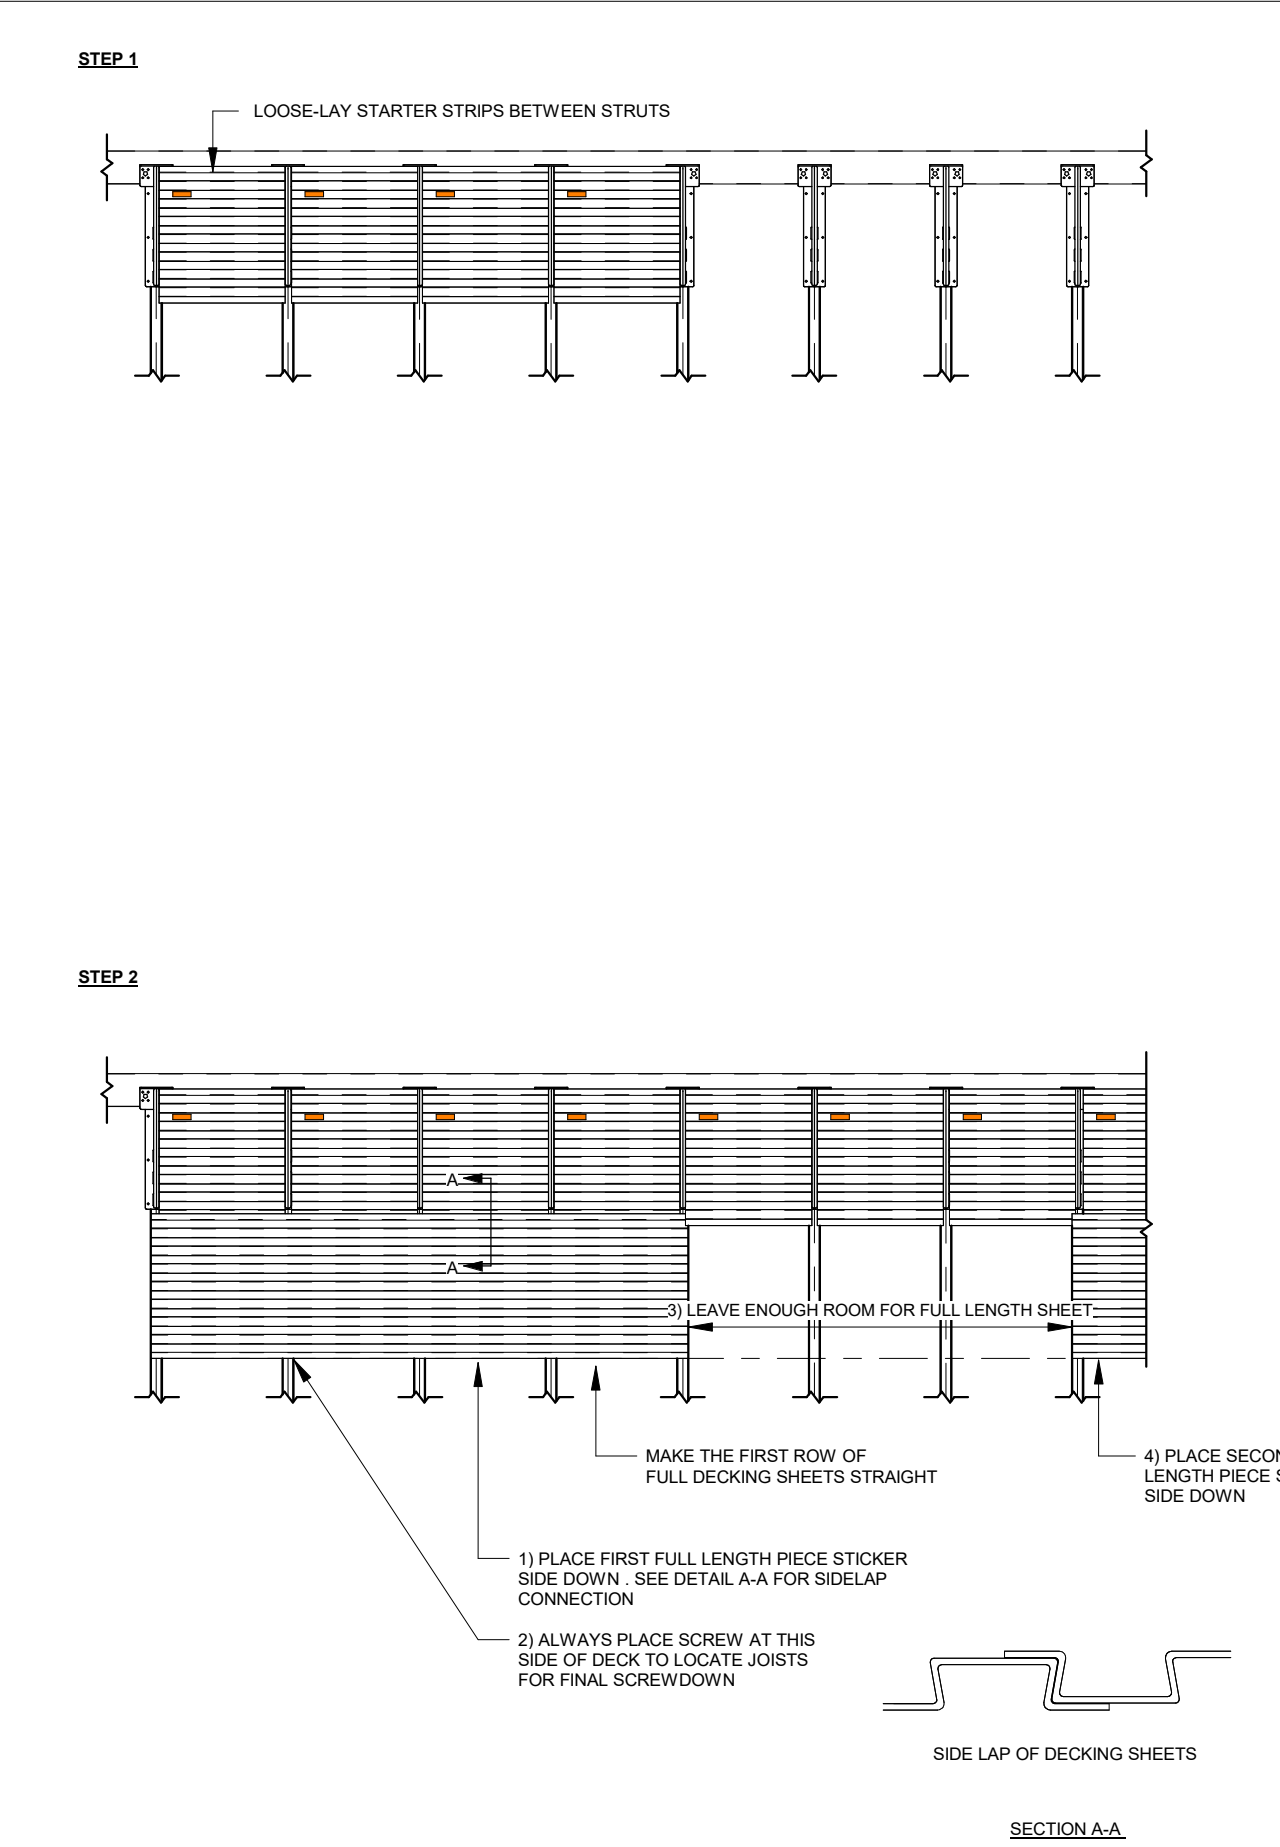 STEP 1
LOOSE-LAY STARTER STRIPS BETWEEN STRUTS
STEP 2
A
A
3) LEAVE ENOUGH ROOM FOR FULL LENGTH SHEET
MAKE THE FIRST ROW OF
FULL DECKING SHEETS STRAIGHT
4) PLACE
LENGTH PIECE
SIDE DOWN
1) PLACE FIRST FULL LENGTH PIECE STICKER
SIDE DOWN . SEE DETAIL A-A FOR SIDELAP
CONNECTION
2) ALWAYS PLACE SCREW AT THIS
SIDE OF DECK TO LOCATE JOISTS
FOR FINAL SCREWDOWN
SIDE LAP OF DECKING SHEETS
SECTION A-A